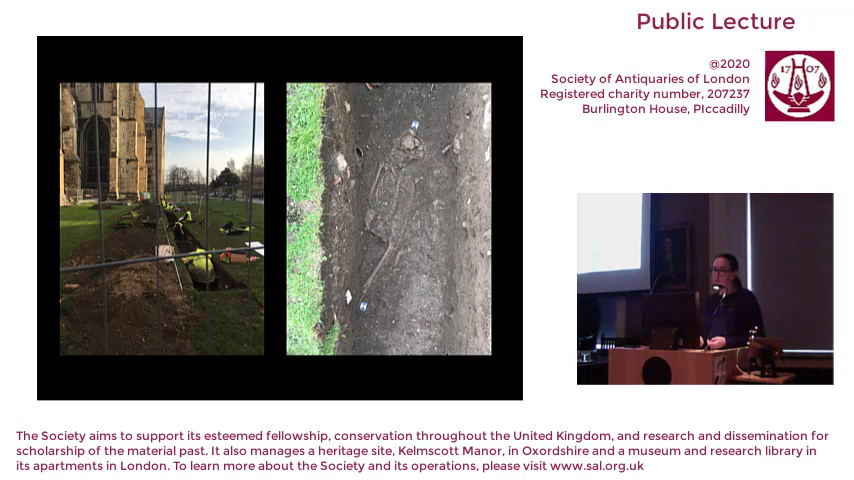 Public Lecture
@2020
Society of Antiquaries of London
Registered charity number, 207237
Burlington House, PIccadilly
1707
The Society aims to support its esteemed fellowship, conservation throughout the United Kingdom, and research and dissemination for
scholarship of the material past. It also manages a heritage site, Kelmscott Manor, in Oxordshire and a museum and research library in
its apartments in London. To learn more about the Society and its operations, please visit www.sal.org.uk